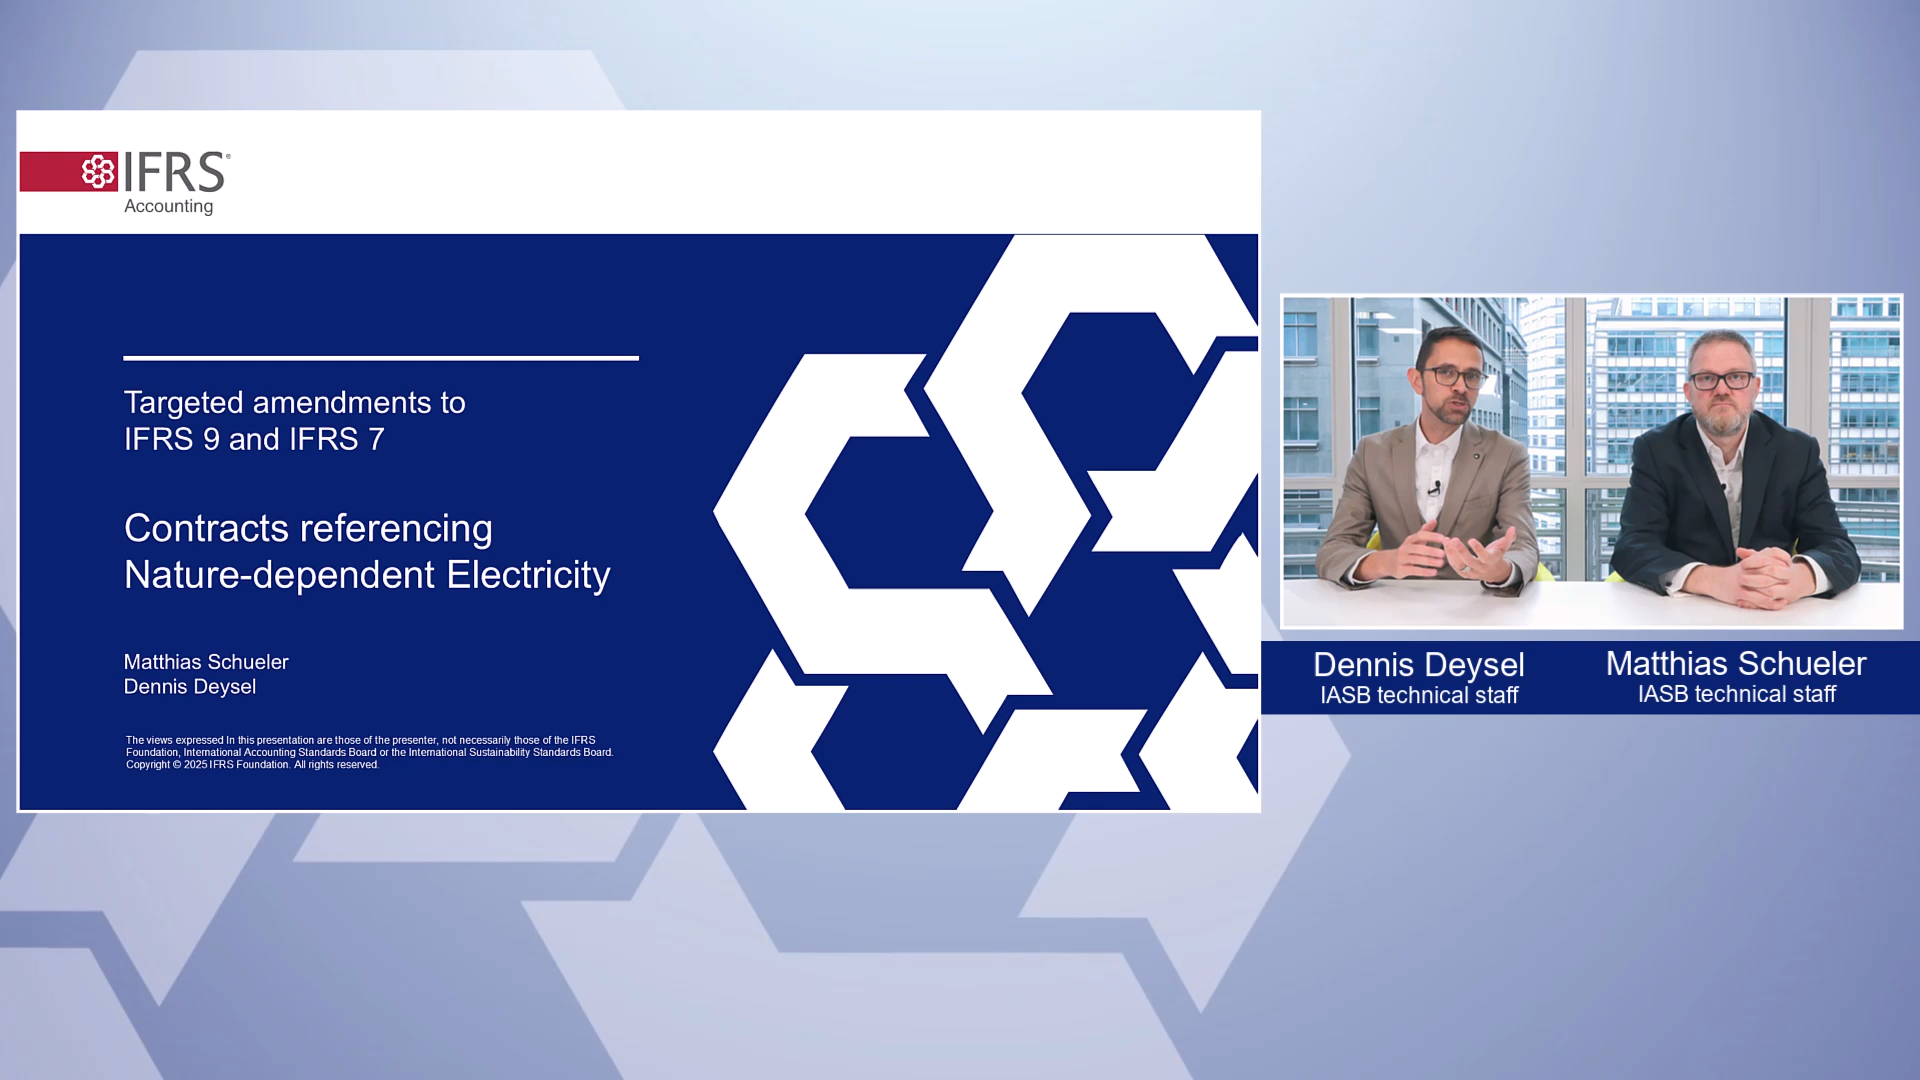 IFRS®
Accounting
Targeted amendments to
IFRS 9 and IFRS 7
Contracts referencing
Nature-dependent Electricity
Matthias Schueler
Dennis Deysel
The views expressed In this presentation are those of the presenter, not necessarily those of the IFRS
Foundation, International Accounting Standards Board or the International Sustainability Standards Board.
Copyright © 2025 IFRS Foundation. All rights reserved.
Dennis Deysel
IASB technical staff
Matthias Schueler
IASB technical staff